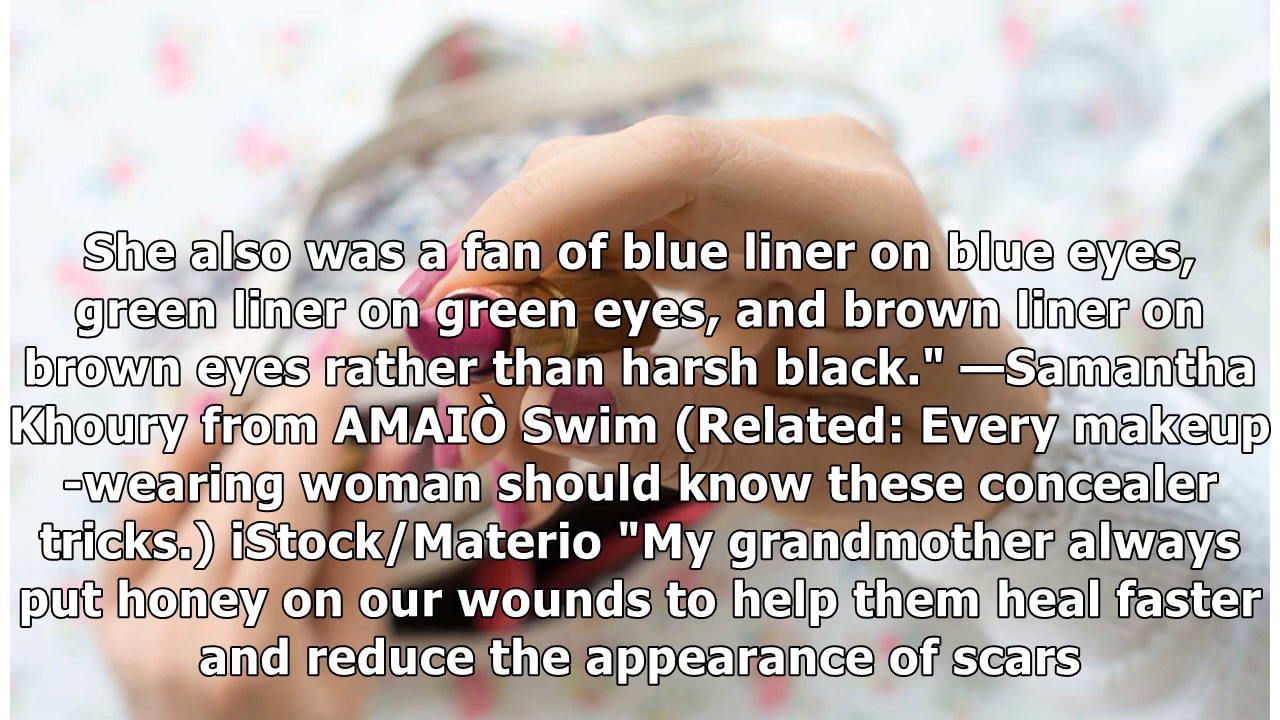 She also was a fan of blue liner on blue eyes,
green liner on green eyes, and brown liner on
brown eyes rather than harsh black." —Samantha
Khoury from AMAIÒ Swim (Related: Every makeup
-wearing woman should know these concealer
tricks.) iStock/Materio "My grandmother always
put honey on our wounds to help them heal faster
and reduce the appearance of scars